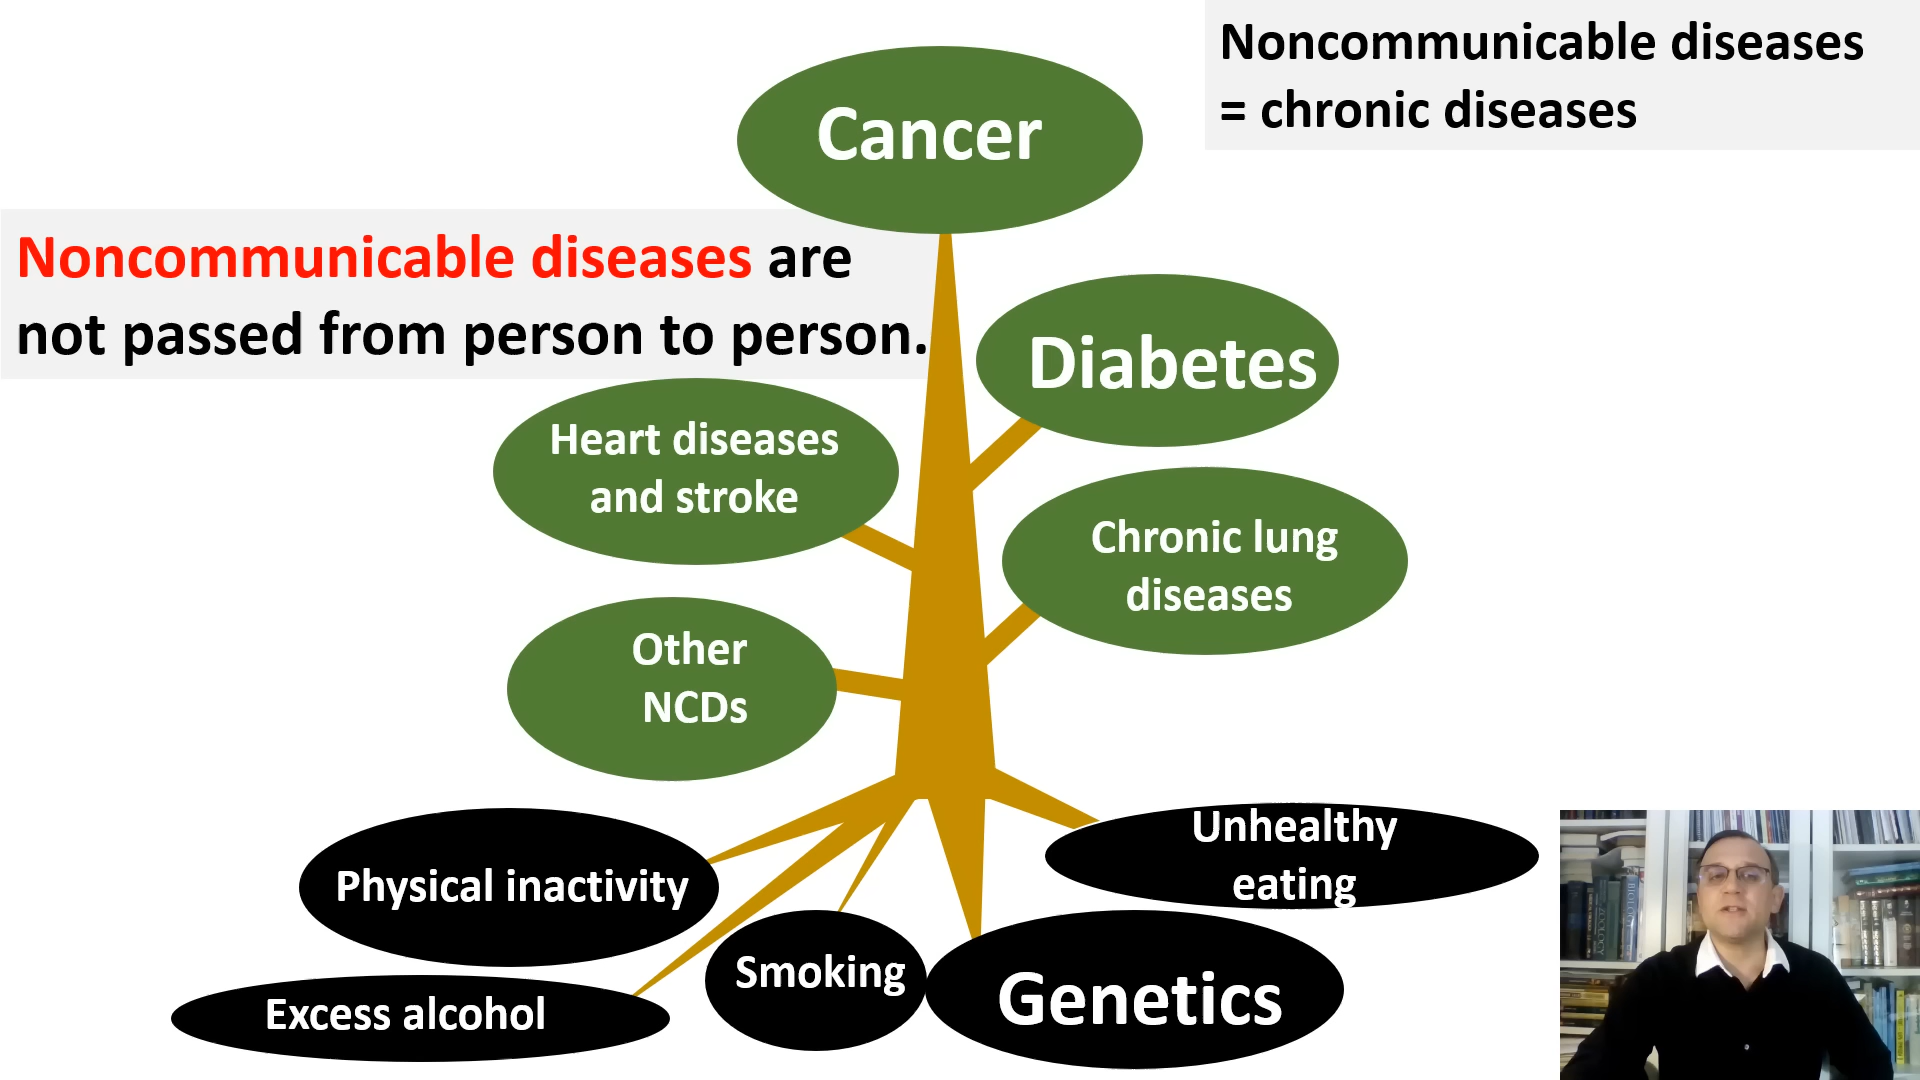 Noncommunicable diseases
= chronic diseases
Cancer
Noncommunicable diseases are
not passed from person to person.
Diabetes
Heart diseases
and stroke
Chronic lung
diseases
Other
NCDs
Physical inactivity
Unhealthy
eating
Smoking
Genetics
Excess alcohol